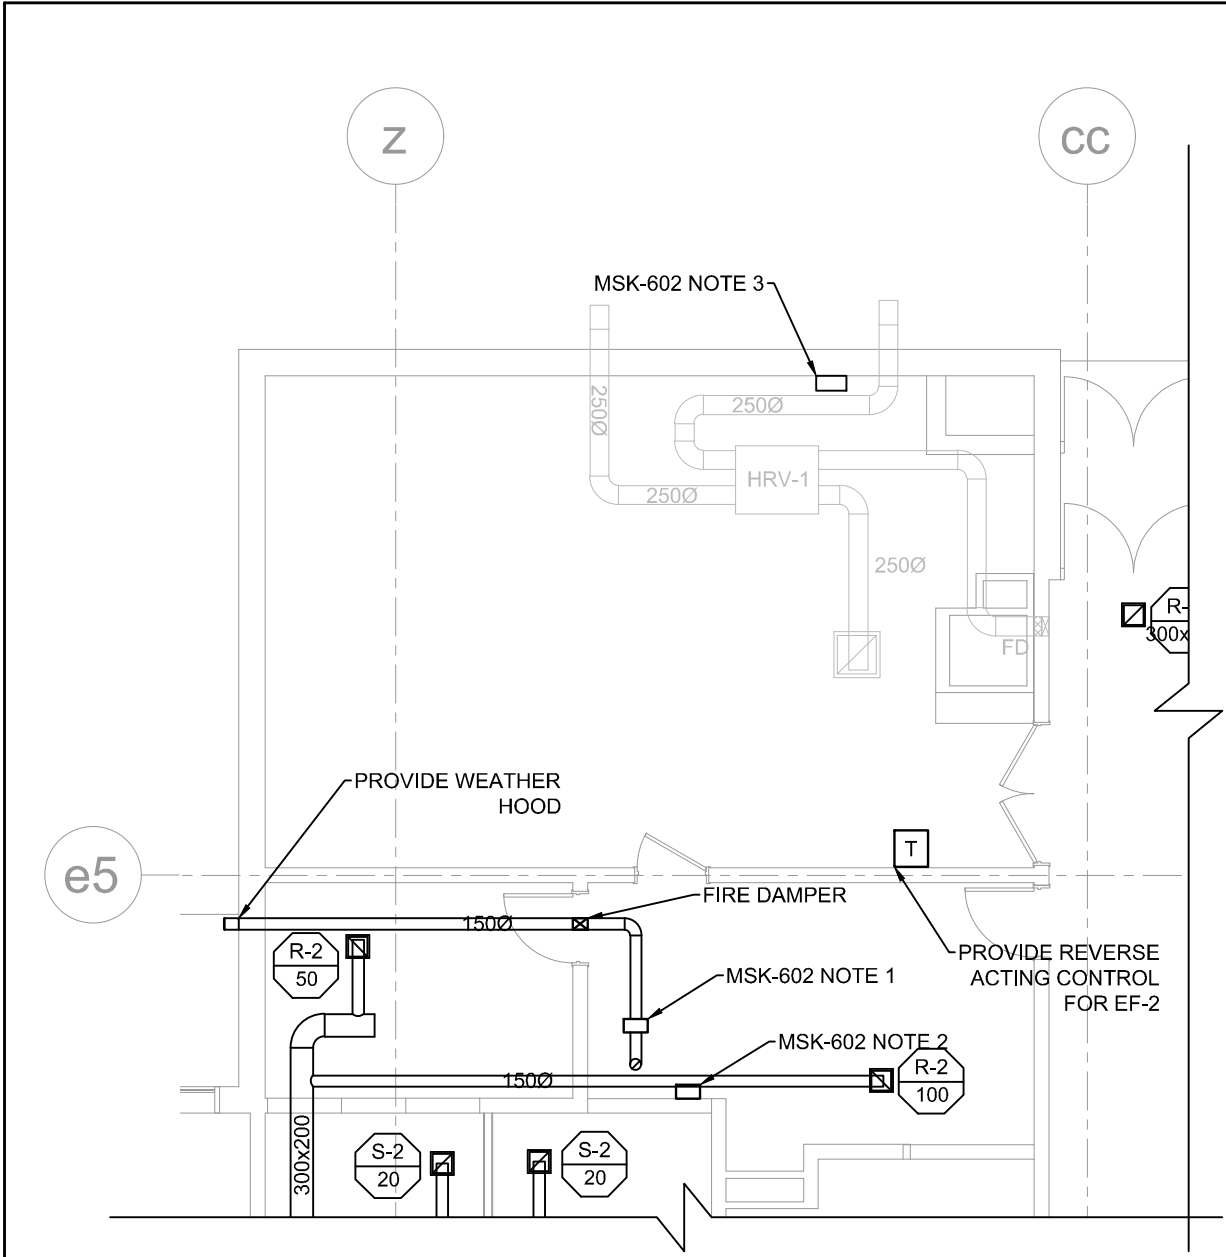 z
cc
MSK-602 NOTE 3
250Ø
250Ø
HRV-1
250Ø
250Ø
R-
300x
FD
PROVIDE WEATHER
HOOD
T
e5
FIRE DAMPER
150Ø
R-2
50
PROVIDE REVERSE
ACTING CONTROL
FOR EF-2
MSK-602 NOTE 1
MSK-602 NOTE 2
150Ø
R-2
100
300x200
S-2
20
S-2
20